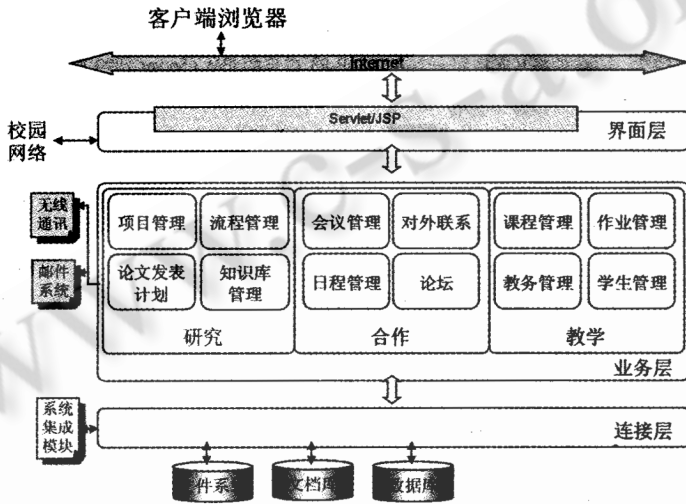 客户端浏览器
Internet
Servlet/JSP
界面层
校园
网络
无线
通讯
邮件
系统
项目管理
流程管理
会议管理
对外联系
课程管理
作业管理
论文发表
计划
知识库
管理
日程管理
论坛
教务管理
学生管理
研究
合作
教学
业务层
系统
集成
模块
连接层
件系
文档库
数据库
www.c-s-a.o